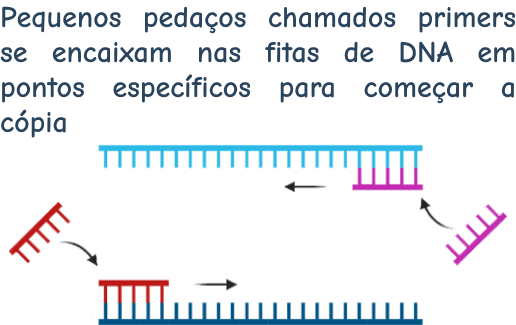 Pequenos pedaços chamados primers
se encaixam nas fitas de DNA em
pontos específicos para começar a
cópia